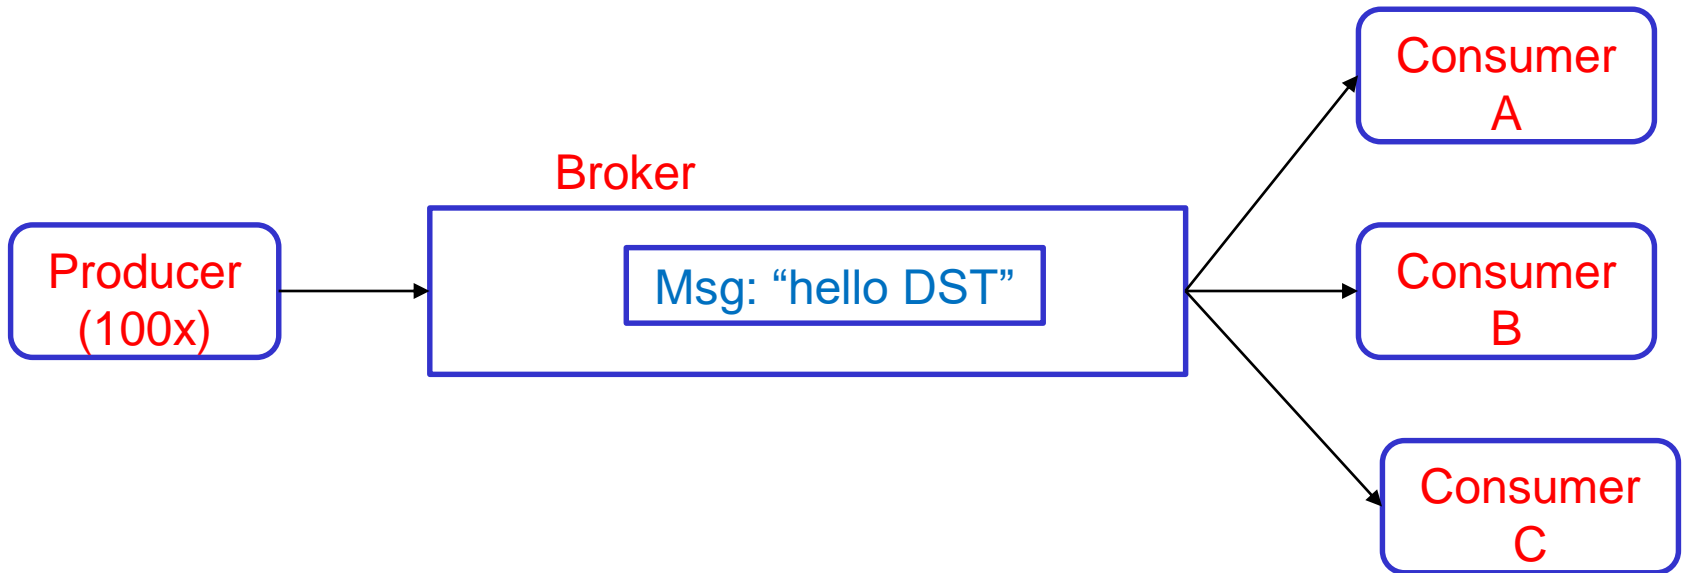 Producer
(100x)
Broker
Msg: “hello DST”
Consumer
A
Consumer
B
Consumer
C